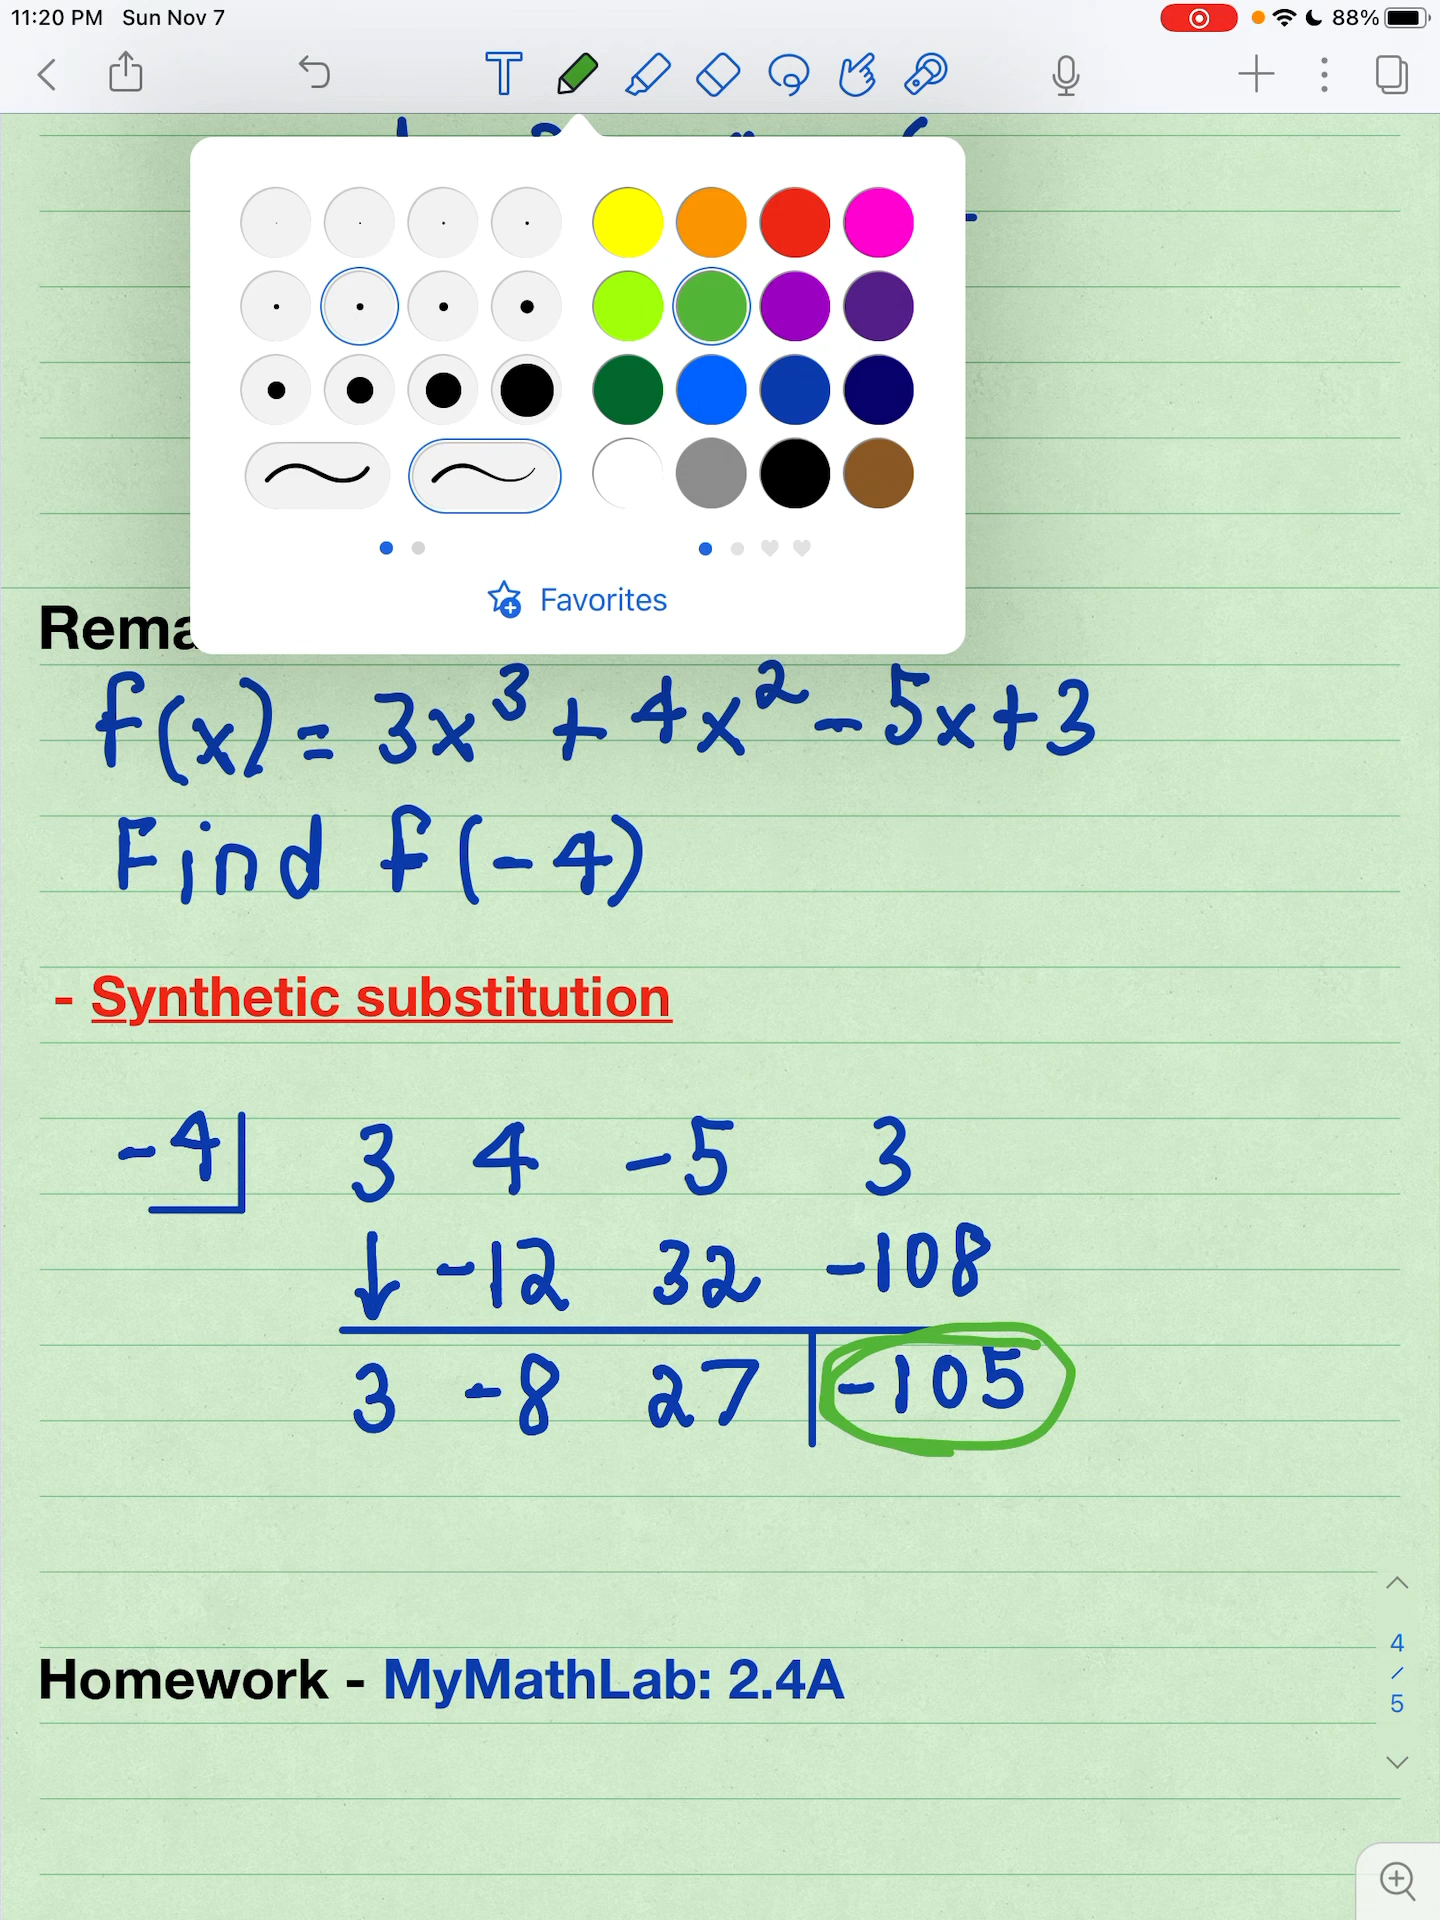 11:20 PM Sun Nov 7 88%
T
Favorites
f(x) = 3x³ + 4x² - 5x + 3
Find f(-4)
- Synthetic substitution
-4 3 4 -5 3
↓ -12 32 -108
3 -8 27 -105
4
/
5
Homework - MyMathLab: 2.4A